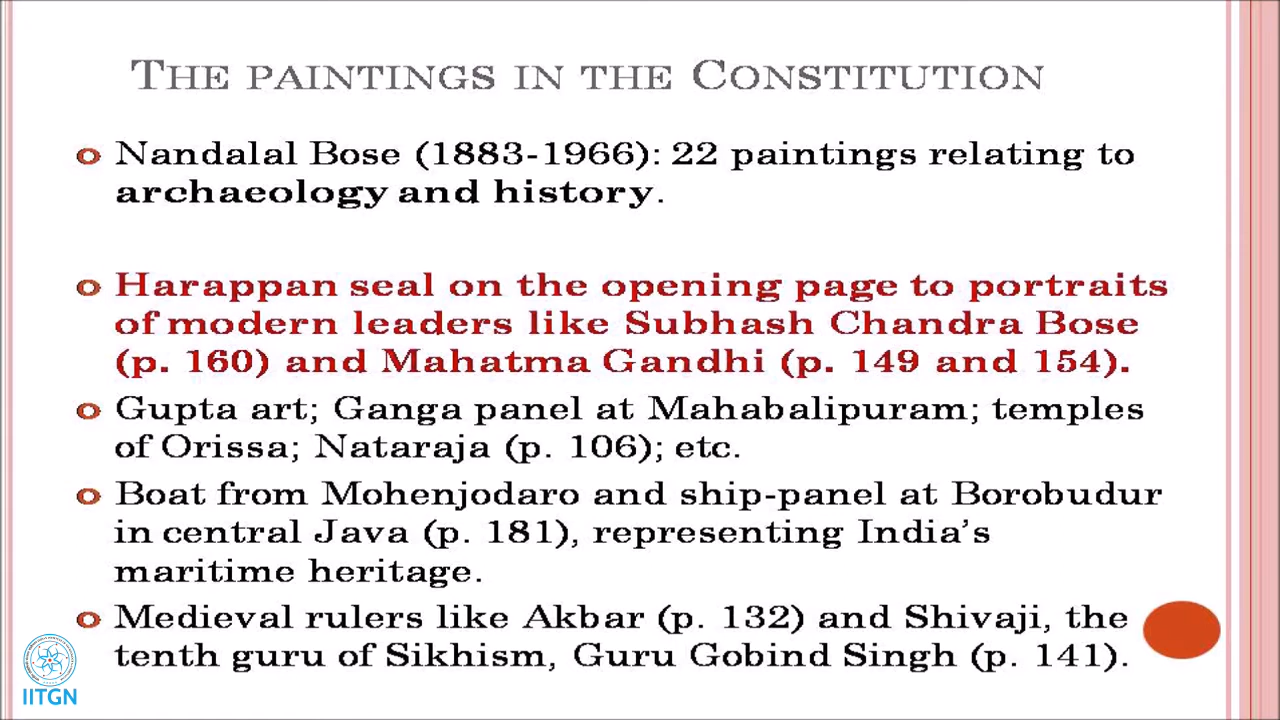 THE PAINTINGS IN THE CONSTITUTION
Nandalal Bose (1883-1966): 22 paintings relating to
archaeology and history.
Harappan seal on the opening page to portraits
of modern leaders like Subhash Chandra Bose
(p. 160) and Mahatma Gandhi (p. 149 and 154).
Gupta art; Ganga panel at Mahabalipuram; temples
of Orissa; Nataraja (p. 106); etc.
Boat from Mohenjodaro and ship-panel at Borobudur
in central Java (p. 181), representing India's
maritime heritage.
Medieval rulers like Akbar (p. 132) and Shivaji, the
tenth guru of Sikhism, Guru Gobind Singh (p. 141).
IITGN